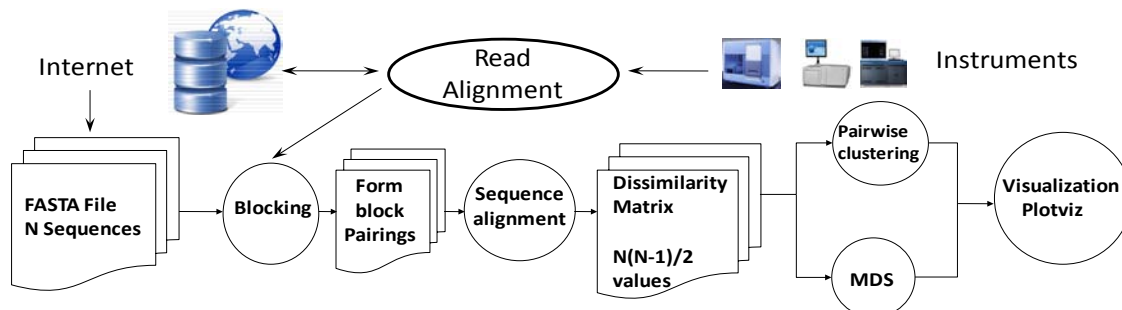 Internet
Read
Alignment
Instruments
FASTA File
N Sequences
Blocking
Form
block
Pairings
Sequence
alignment
Dissimilarity
Matrix
N(N-1)/2
values
Pairwise
clustering
MDS
Visualization
Plotviz